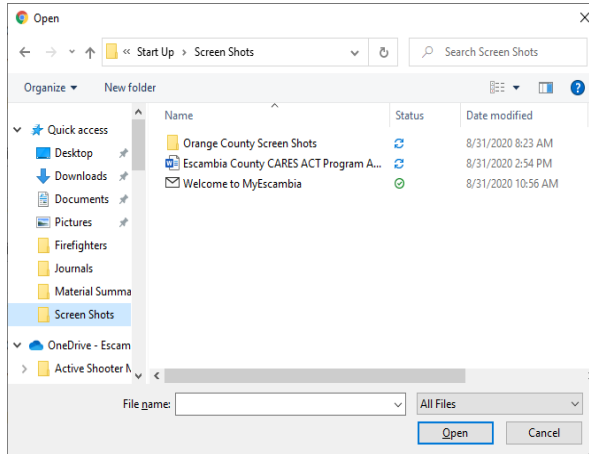 Open
« Start Up > Screen Shots
Search Screen Shots
Organize
New folder
Name
Status
Date modified
Quick access
Desktop
Downloads
Documents
Pictures
Firefighters
Journals
Material Summa
Screen Shots
OneDrive - Escam
Active Shooter
Orange County Screen Shots
8/31/2020 8:23 AM
Escambia County CARES ACT Program A...
8/31/2020 2:54 PM
Welcome to MyEscambia
8/31/2020 10:56 AM
File name:
All Files
Open
Cancel